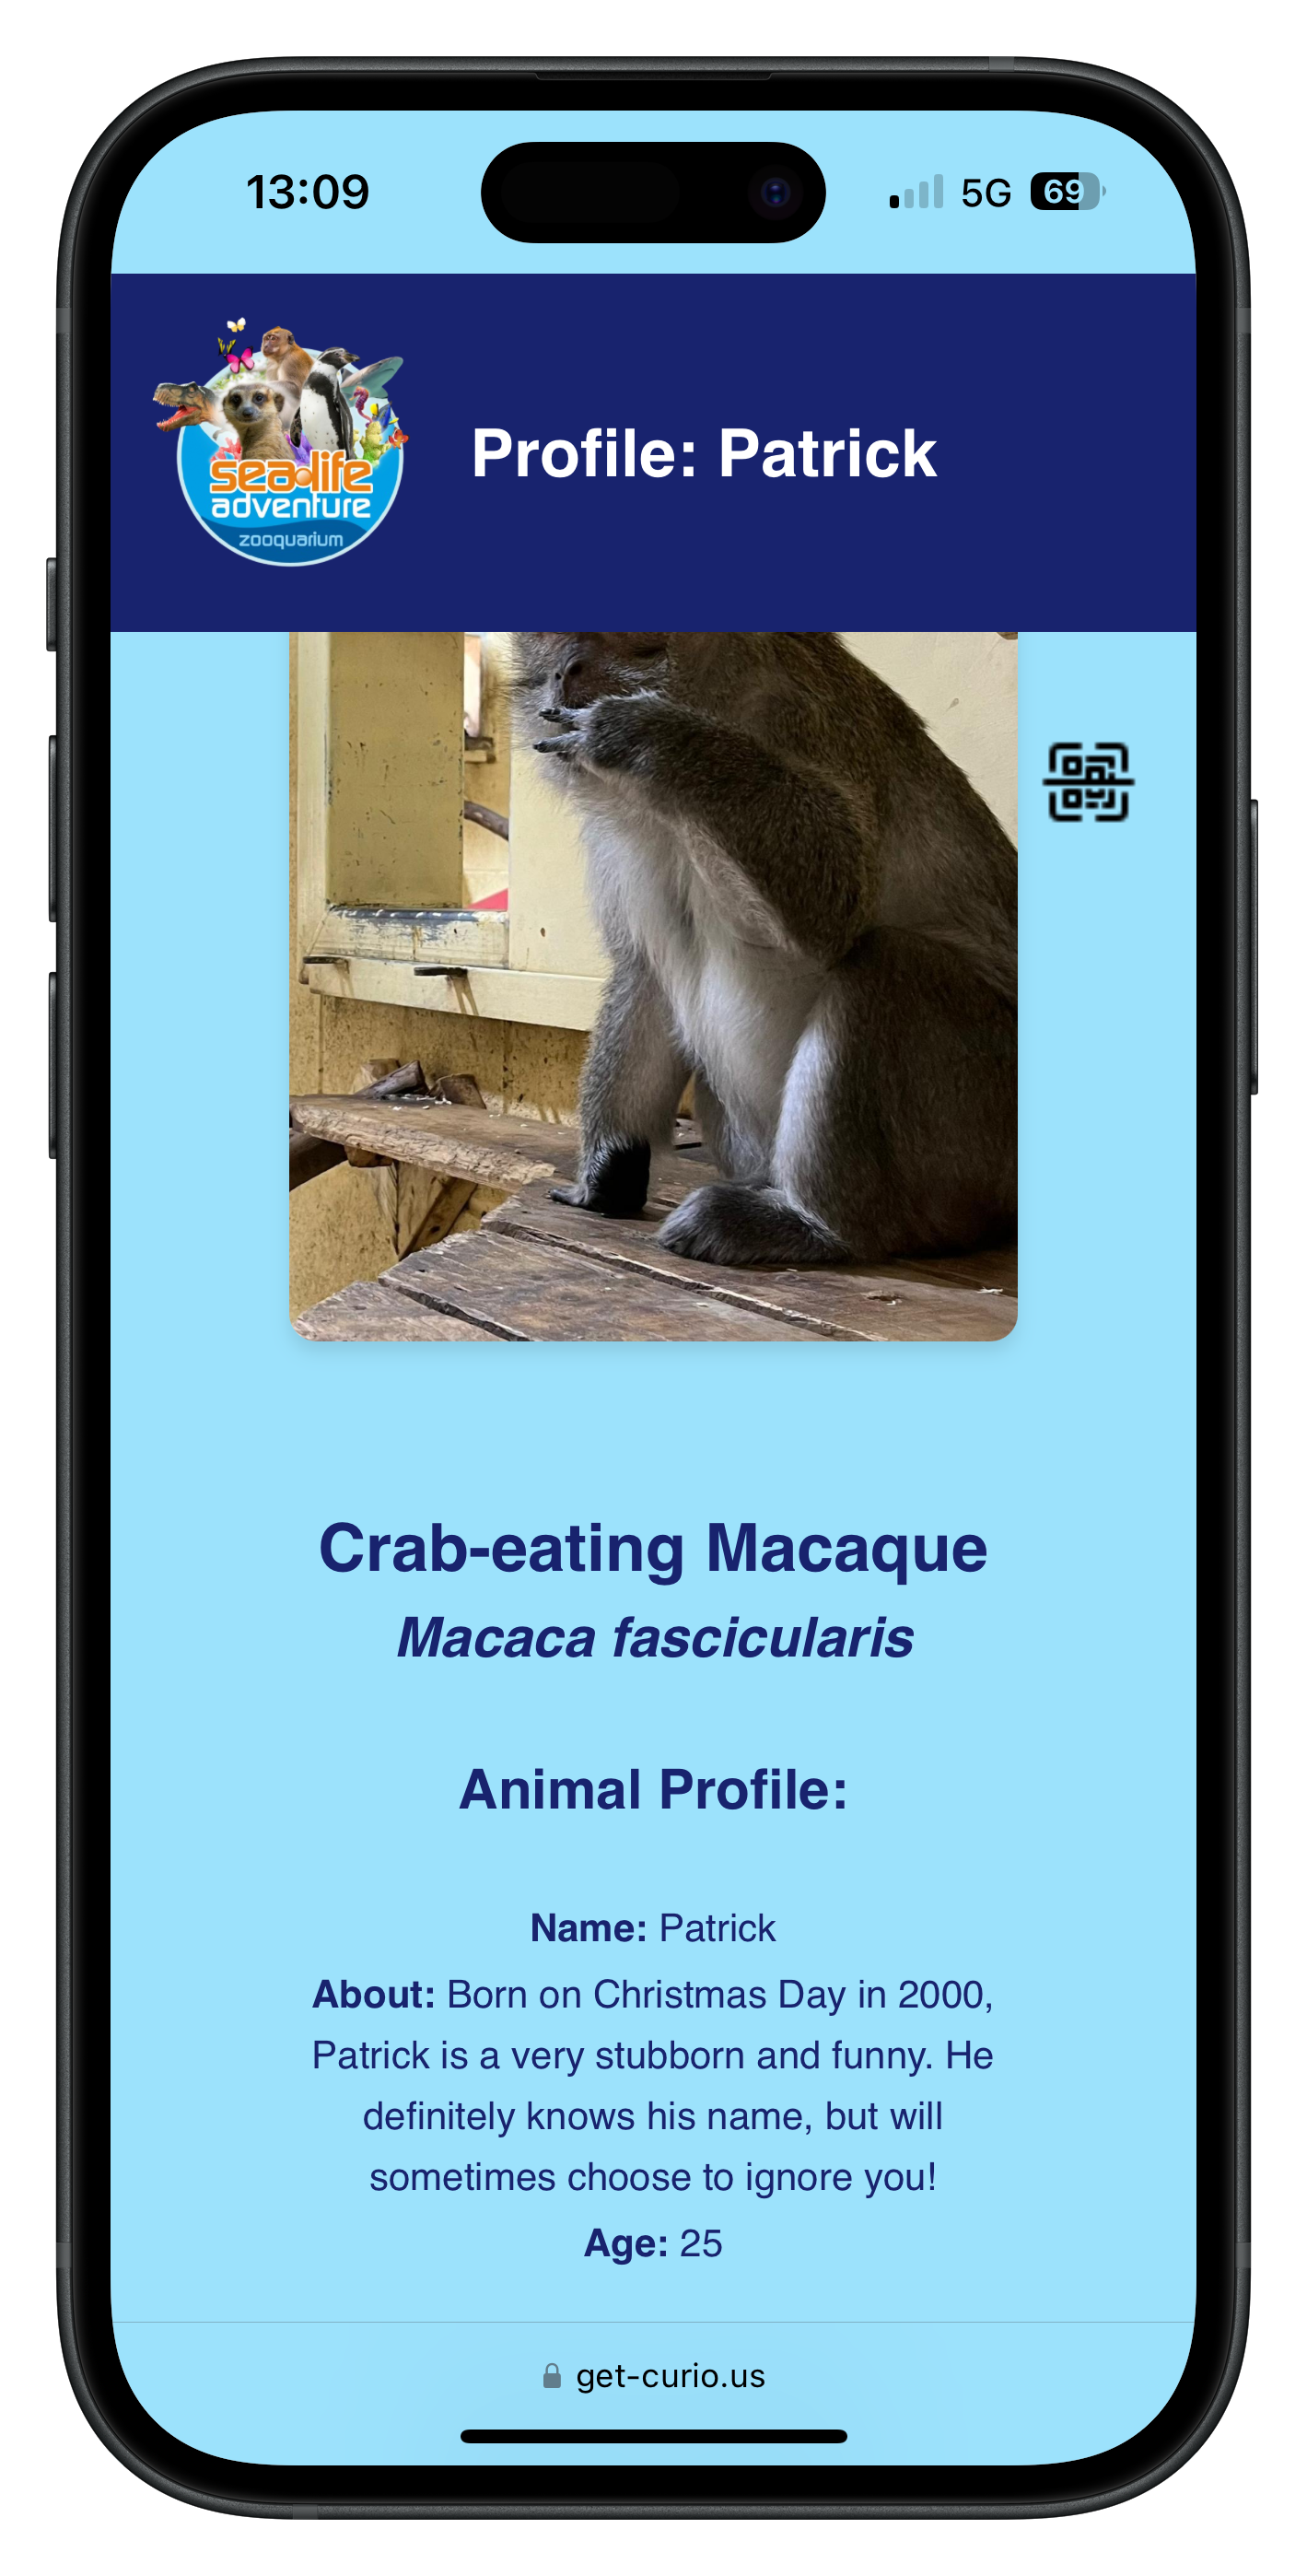 13:09
5G
69
sea life
adventure
zooquarium
Profile: Patrick
Crab-eating Macaque
Macaca fascicularis
Animal Profile:
Name: Patrick
About: Born on Christmas Day in 2000,
Patrick is a very stubborn and funny. He
definitely knows his name, but will
sometimes choose to ignore you!
Age: 25
get-curio.us